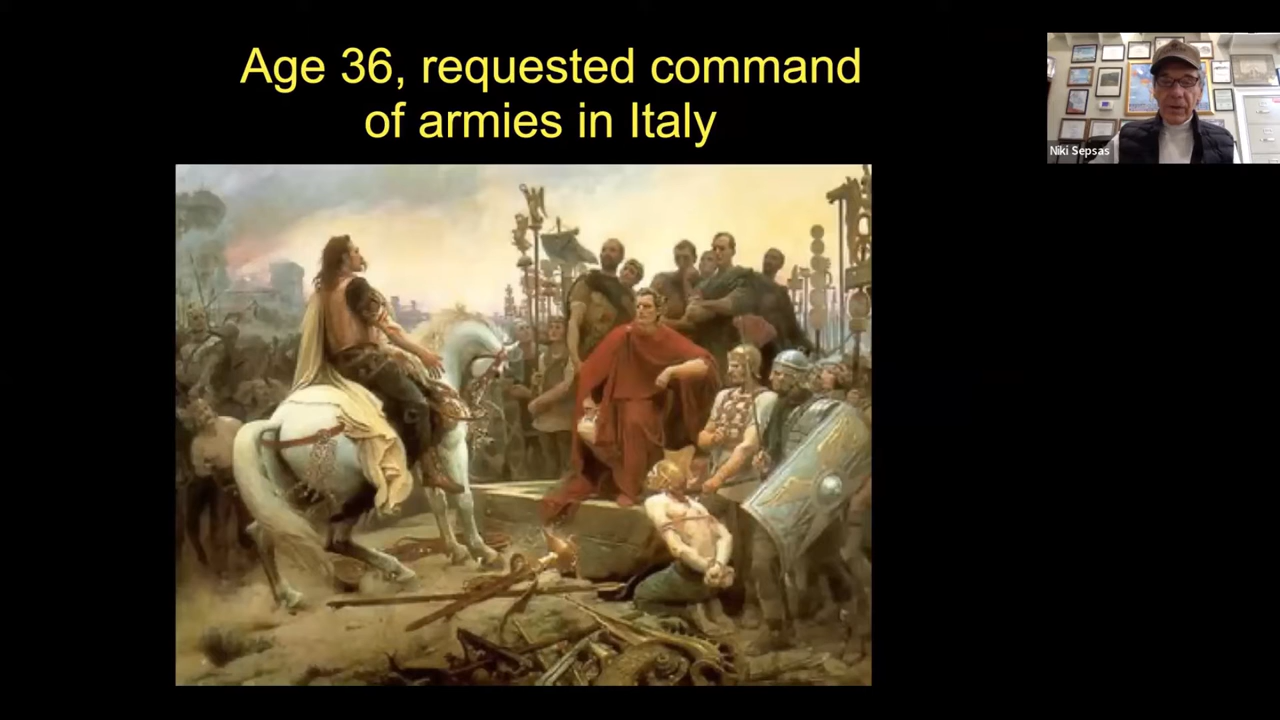 Age 36, requested command
of armies in Italy
Niki Sepsas